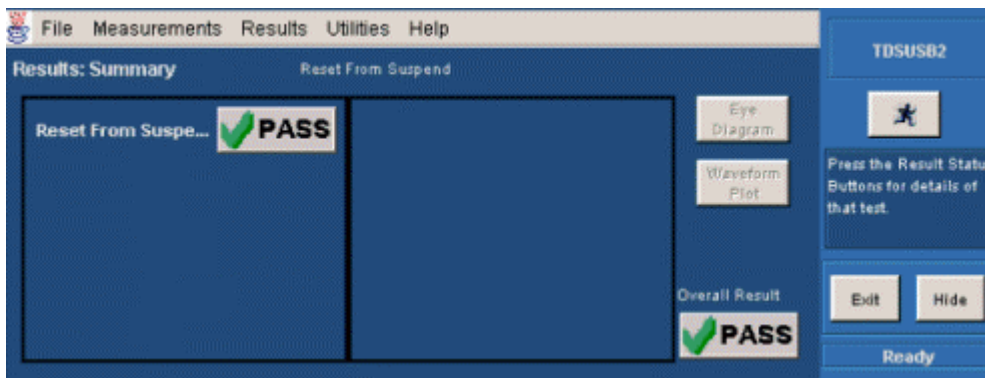 File Measurements Results Utilities Help
Results: Summary Reset From Suspend
Reset From Suspe... PASS
Eye
Diagram
Waveform
Plot
Overall Result
PASS
TDSUSB2
Press the Result Statu
Buttons for details of
that test.
Exit Hide
Ready